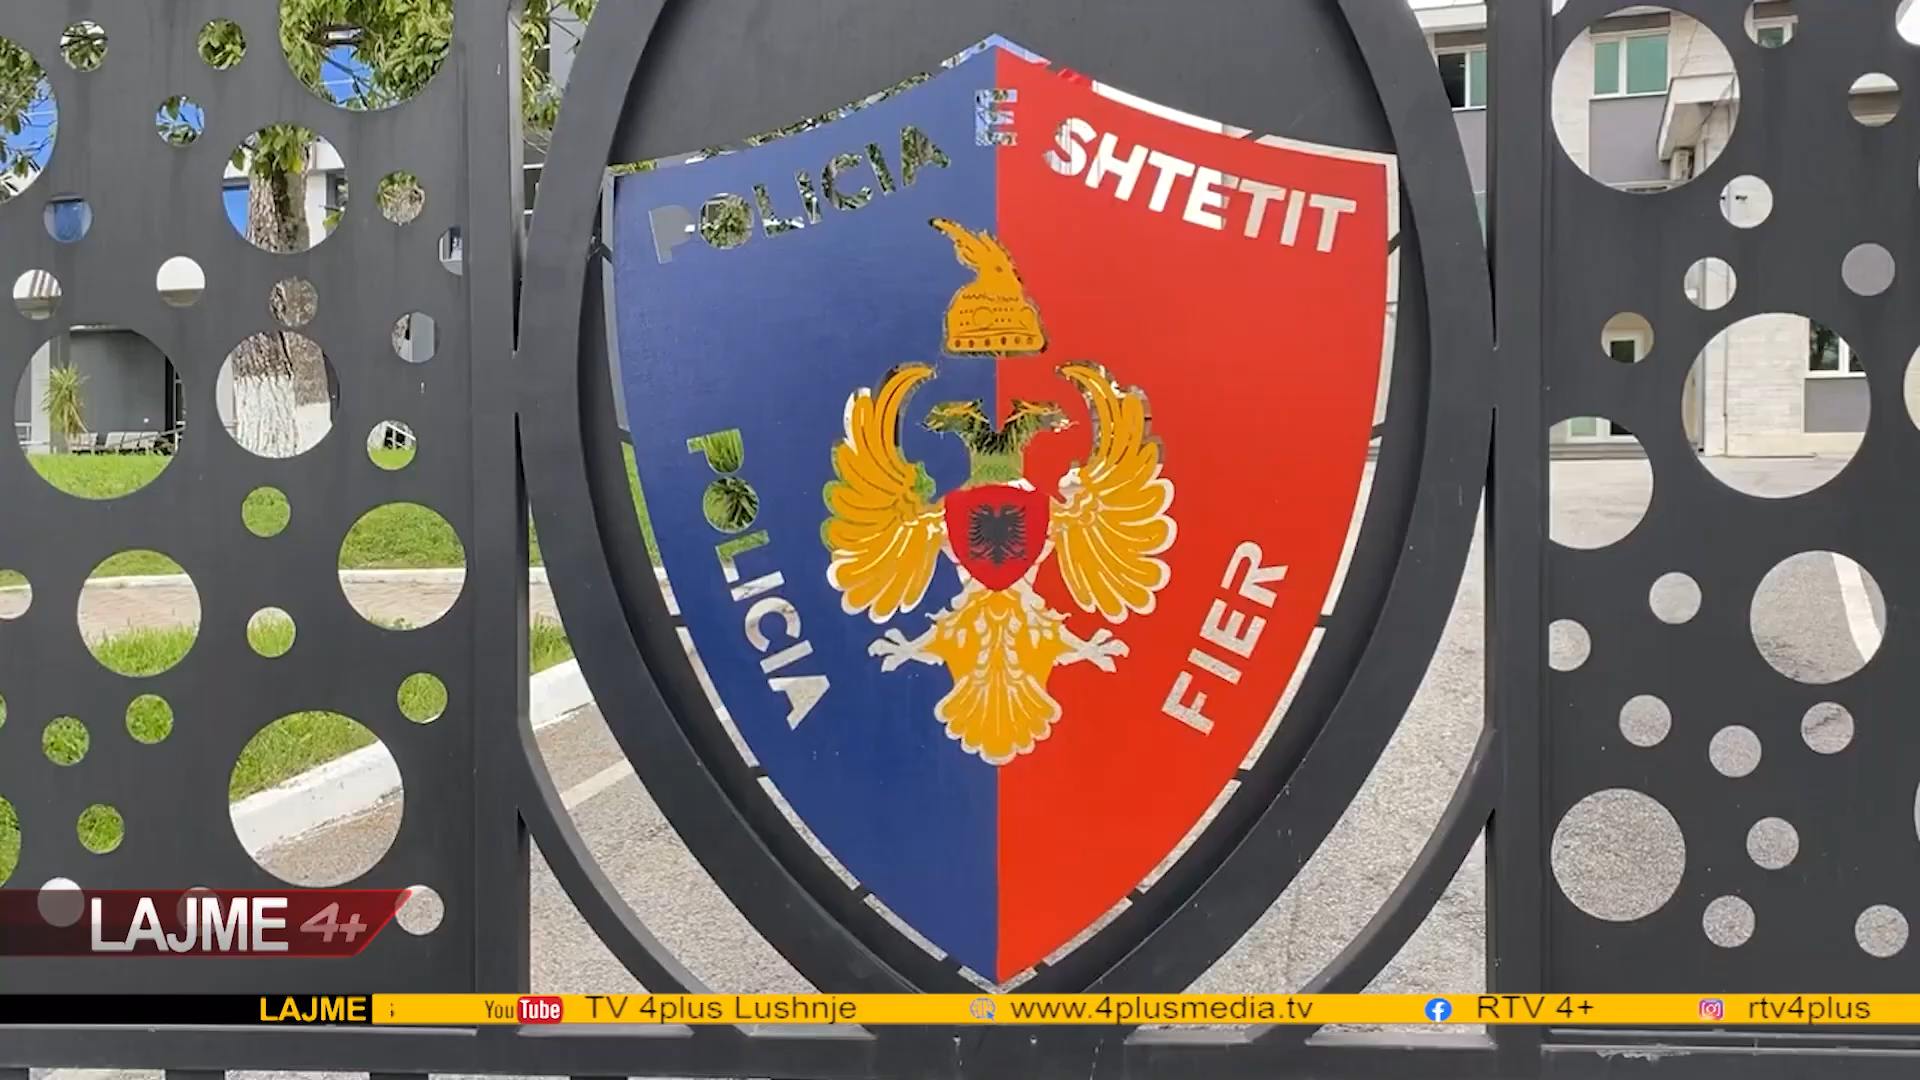 POLICIA E SHTETIT
POLICIA
FIER
LAJME 4+
LAJME
YouTube TV 4plus Lushnje www.4plusmedia.tv RTV 4+ rtv4plus